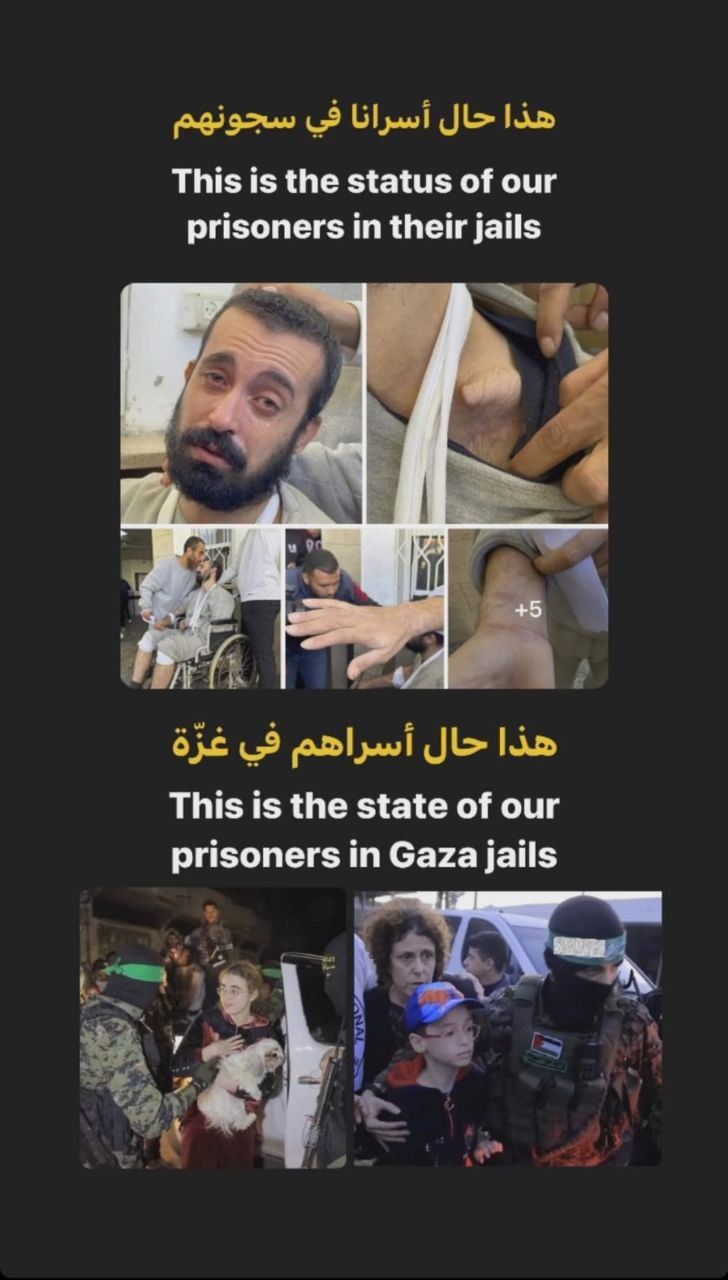 هذا حال أسرانا في سجونهم
This is the status of our
prisoners in their jails
+5
هذا حال أسراهم في غزّة
This is the state of our
prisoners in Gaza jails
ONAL